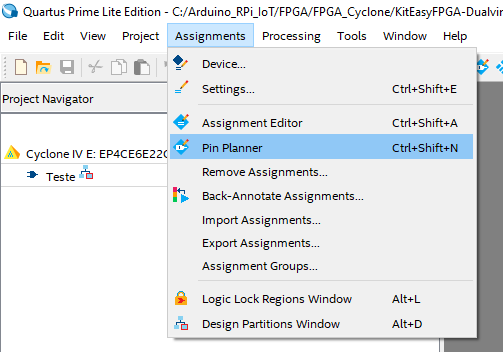 Quartus Prime Lite Edition - C:/Arduino_RPi_IoT/FPGA/FPGA_Cyclone/KitEasyFPGA-Dualvin
File Edit View Project Assignments Processing Tools Window Help
Device...
Settings... Ctrl+Shift+E
Project Navigator
Assignment Editor Ctrl+Shift+A
Cyclone IV E: EP4CE6E22C
Pin Planner Ctrl+Shift+N
Teste
Remove Assignments...
Back-Annotate Assignments...
Import Assignments...
Export Assignments...
Assignment Groups...
Logic Lock Regions Window Alt+L
Design Partitions Window Alt+D